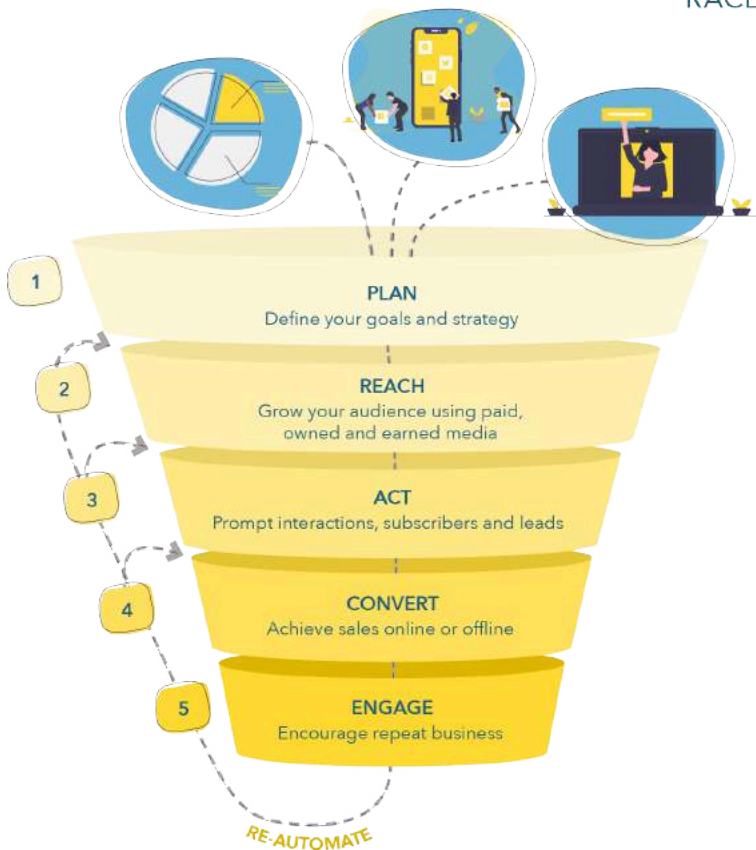 RACE
1
PLAN
Define your goals and strategy
2
REACH
Grow your audience using paid,
owned and earned media
3
ACT
Prompt interactions, subscribers and leads
4
CONVERT
Achieve sales online or offline
5
ENGAGE
Encourage repeat business
RE-AUTOMATE